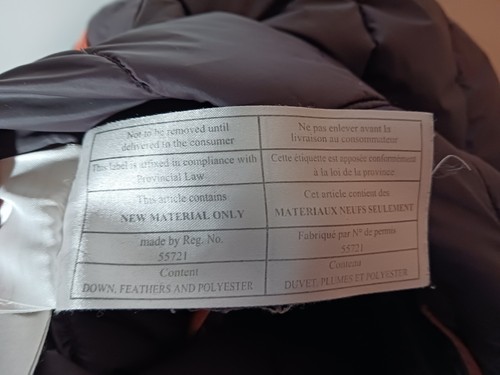 Not to be removed until
delivered to the consumer
This label is affixed in compliance with
Provincial Law
This article contains
NEW MATERIAL ONLY
made by Reg. No.
55721
Content
DOWN, FEATHERS AND POLYESTER
Ne pas enlever avant la
livraison au consommateur
Cette étiquette est apposée conformément
à la loi de la province
Cet article contient des
MATERIAUX NEUFS SEULEMENT
Fabriqué par N° de permis
55721
Contenu
DUVET, PLUMES ET POLYESTER